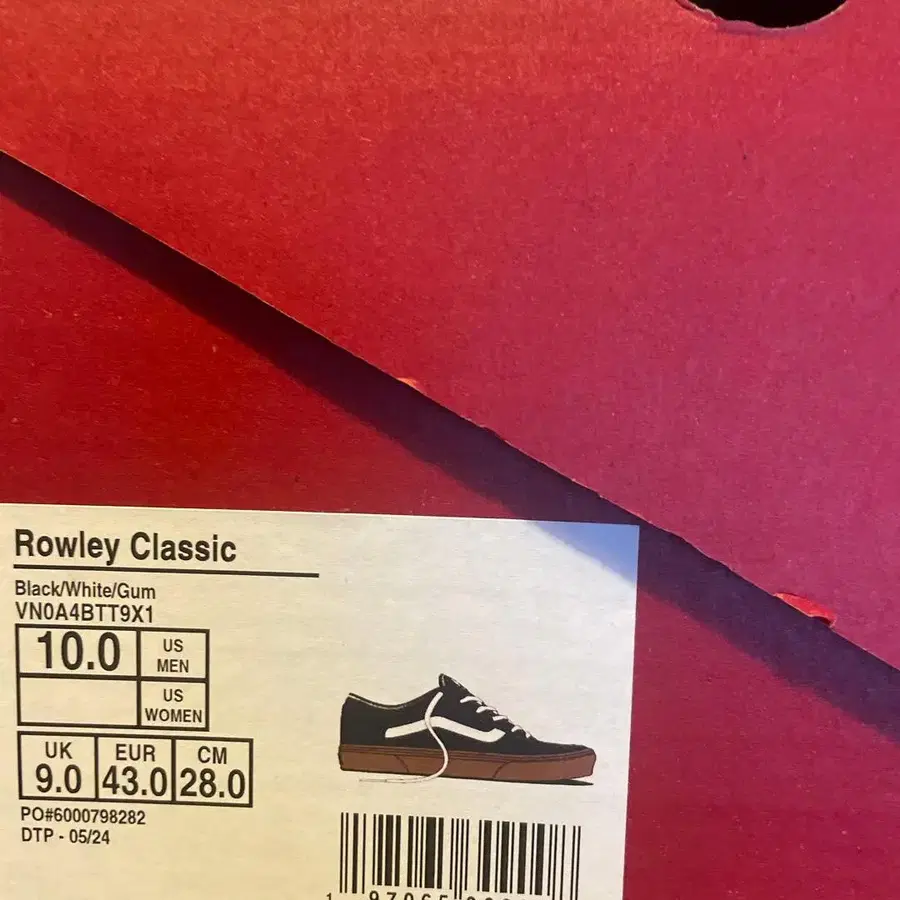 Rowley Classic
Black/White/Gum
VN0A4BTT9X1
10.0 US MEN
US WOMEN
UK EUR CM
9.0 43.0 28.0
PO#6000798282
DTP - 05/24